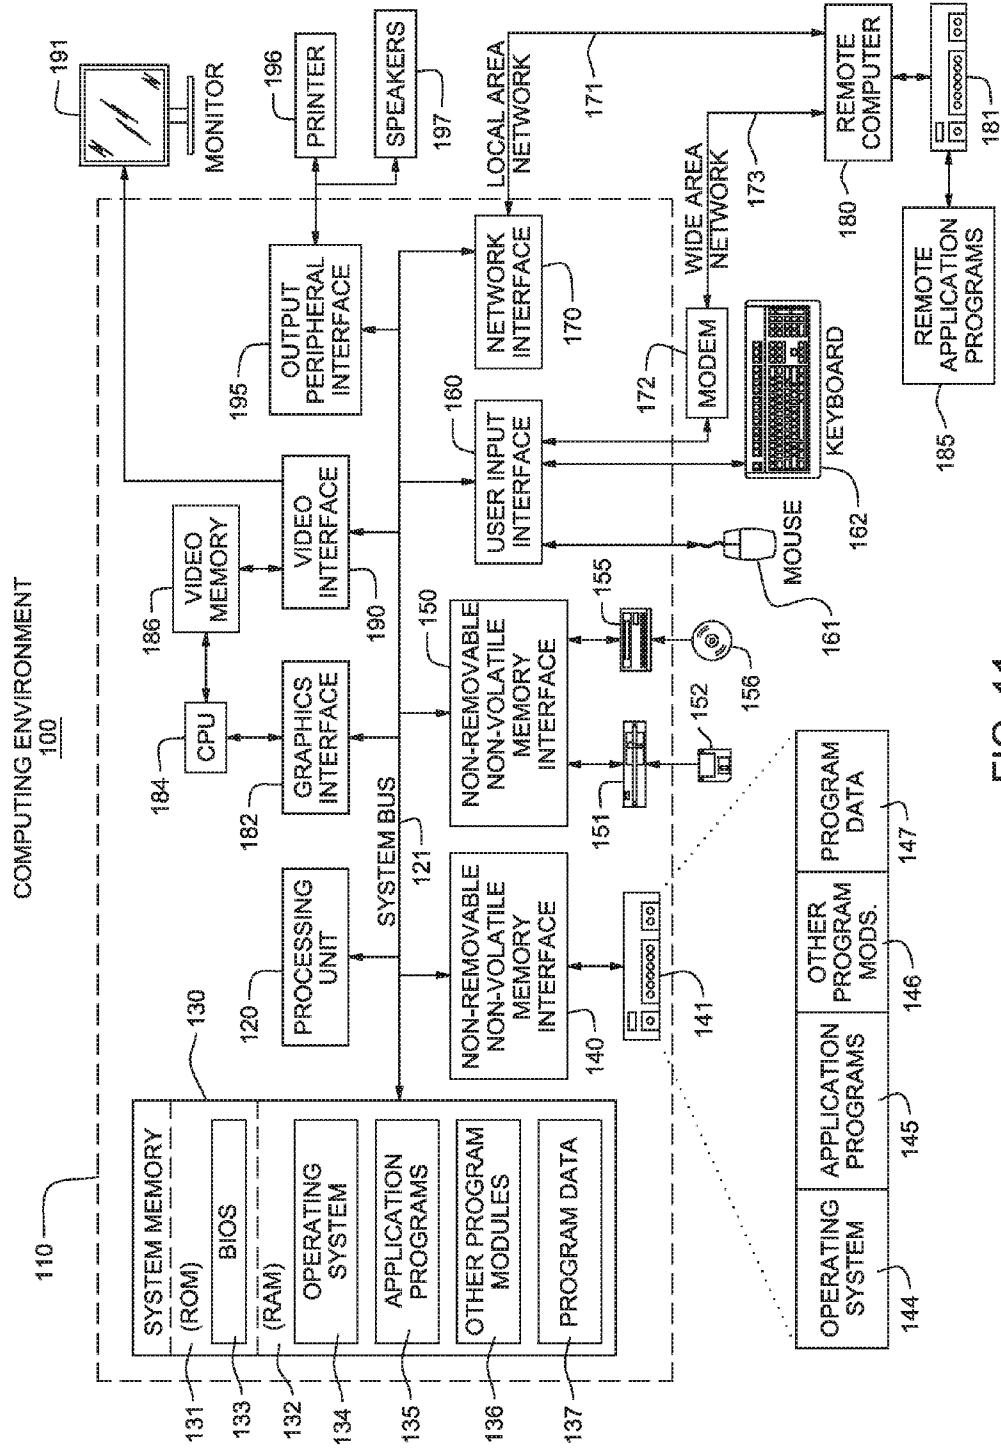 COMPUTING ENVIRONMENT
100
110
SYSTEM MEMORY
130
131
(ROM)
133
BIOS
132
(RAM)
134
OPERATING
SYSTEM
135
APPLICATION
PROGRAMS
136
OTHER PROGRAM
MODULES
137
PROGRAM DATA
120
PROCESSING
UNIT
SYSTEM BUS
121
184
CPU
182
GRAPHICS
INTERFACE
186
VIDEO
MEMORY
VIDEO
INTERFACE
190
195
OUTPUT
PERIPHERAL
INTERFACE
191
MONITOR
196
PRINTER
SPEAKERS
197
NON-REMOVABLE
NON-VOLATILE
MEMORY
INTERFACE
140
141
NON-REMOVABLE
NON-VOLATILE
MEMORY
INTERFACE
150
151
152
155
156
160
USER INPUT
INTERFACE
NETWORK
INTERFACE
170
LOCAL AREA
NETWORK
171
172
MODEM
WIDE AREA
NETWORK
173
MOUSE
161
KEYBOARD
162
REMOTE
COMPUTER
180
181
REMOTE
APPLICATION
PROGRAMS
185
OPERATING
SYSTEM
144
APPLICATION
PROGRAMS
145
OTHER
PROGRAM
MODS.
146
PROGRAM
DATA
147